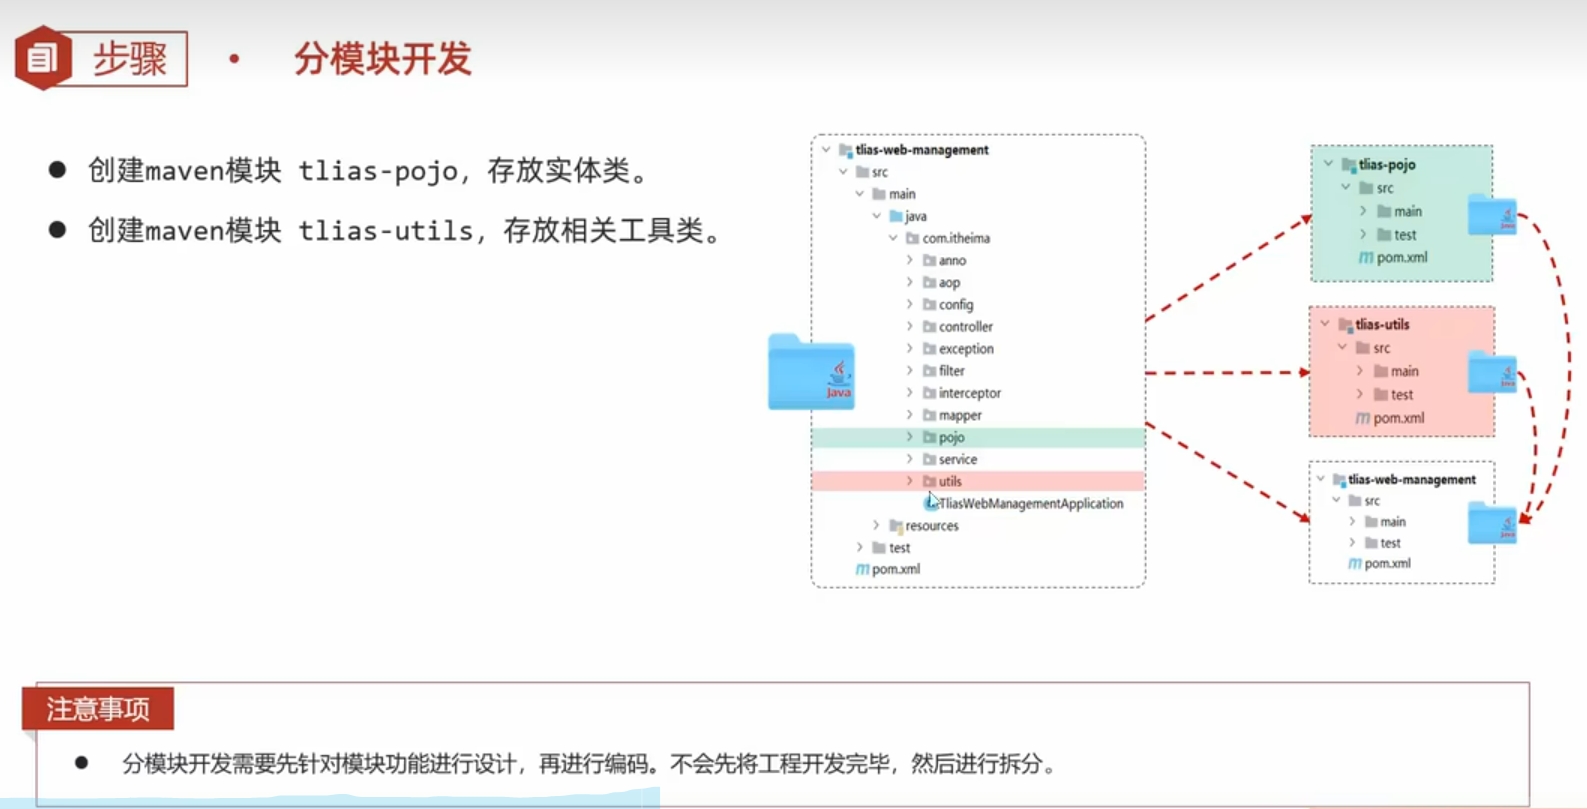 步骤
分模块开发
创建maven模块 tlias-pojo，存放实体类。
创建maven模块 tlias-utils，存放相关工具类。
tlias-web-management
src
main
java
com.itheima
anno
aop
config
controller
exception
filter
interceptor
mapper
pojo
service
utils
TliasWebManagementApplication
resources
test
pom.xml
Java
tlias-pojo
src
main
test
pom.xml
Java
tlias-utils
src
main
test
pom.xml
Java
tlias-web-management
src
main
test
pom.xml
Java
注意事项
分模块开发需要先针对模块功能进行设计，再进行编码。不会先将工程开发完毕，然后进行拆分。